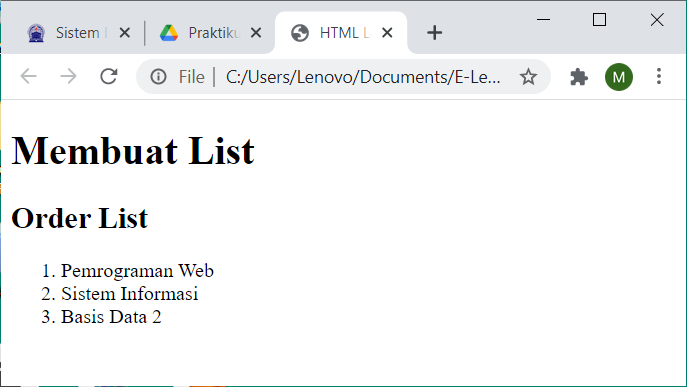 Sistem
Praktiku
HTML L
File
C:/Users/Lenovo/Documents/E-Le...
M
Membuat List
Order List
1. Pemrograman Web
2. Sistem Informasi
3. Basis Data 2